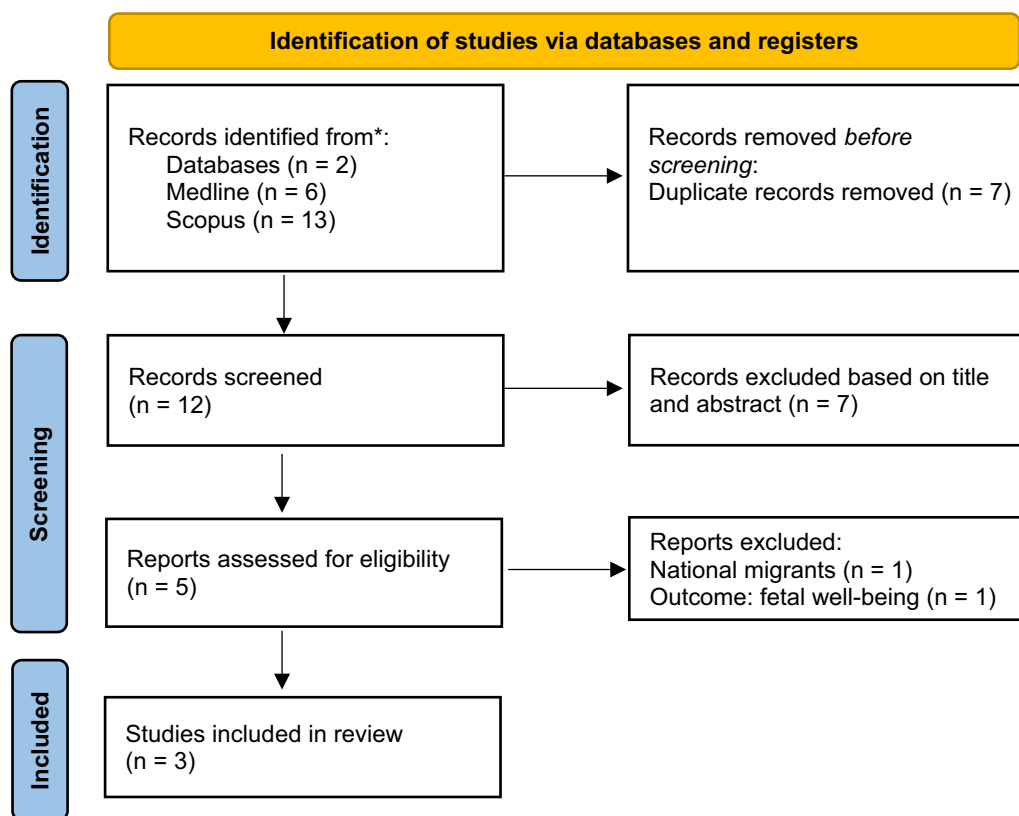 Identification of studies via databases and registers
Identification
Records identified from*:
Databases (n = 2)
Medline (n = 6)
Scopus (n = 13)
Records removed before
screening:
Duplicate records removed (n = 7)
Screening
Records screened
(n = 12)
Records excluded based on title
and abstract (n = 7)
Reports assessed for eligibility
(n = 5)
Reports excluded:
National migrants (n = 1)
Outcome: fetal well-being (n = 1)
Included
Studies included in review
(n = 3)